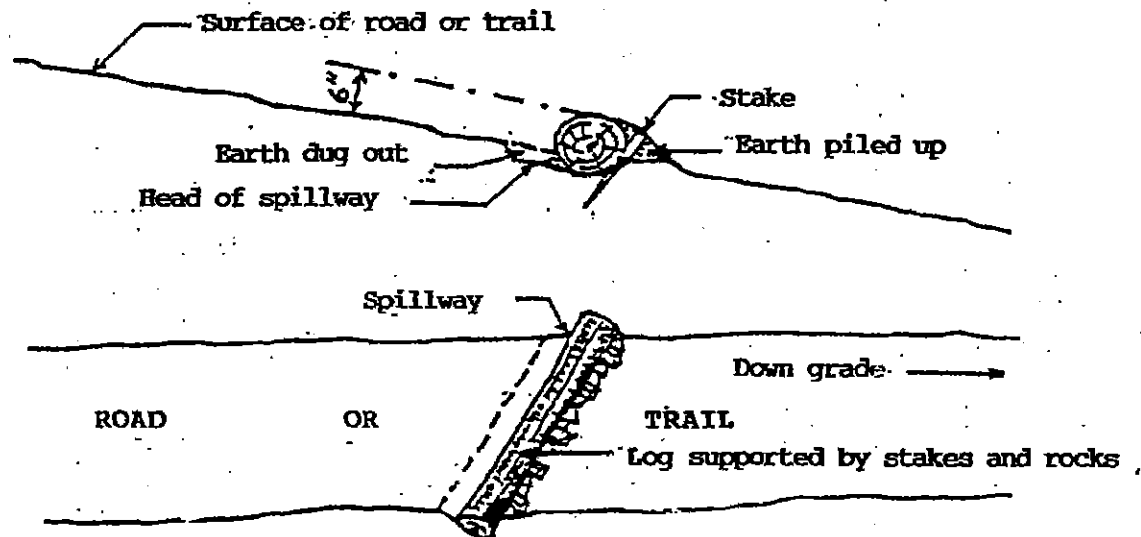 Surface of road or trail
6"
Stake
Earth dug out
Earth piled up
Head of spillway
Spillway
Down grade
ROAD OR TRAIL
Log supported by stakes and rocks